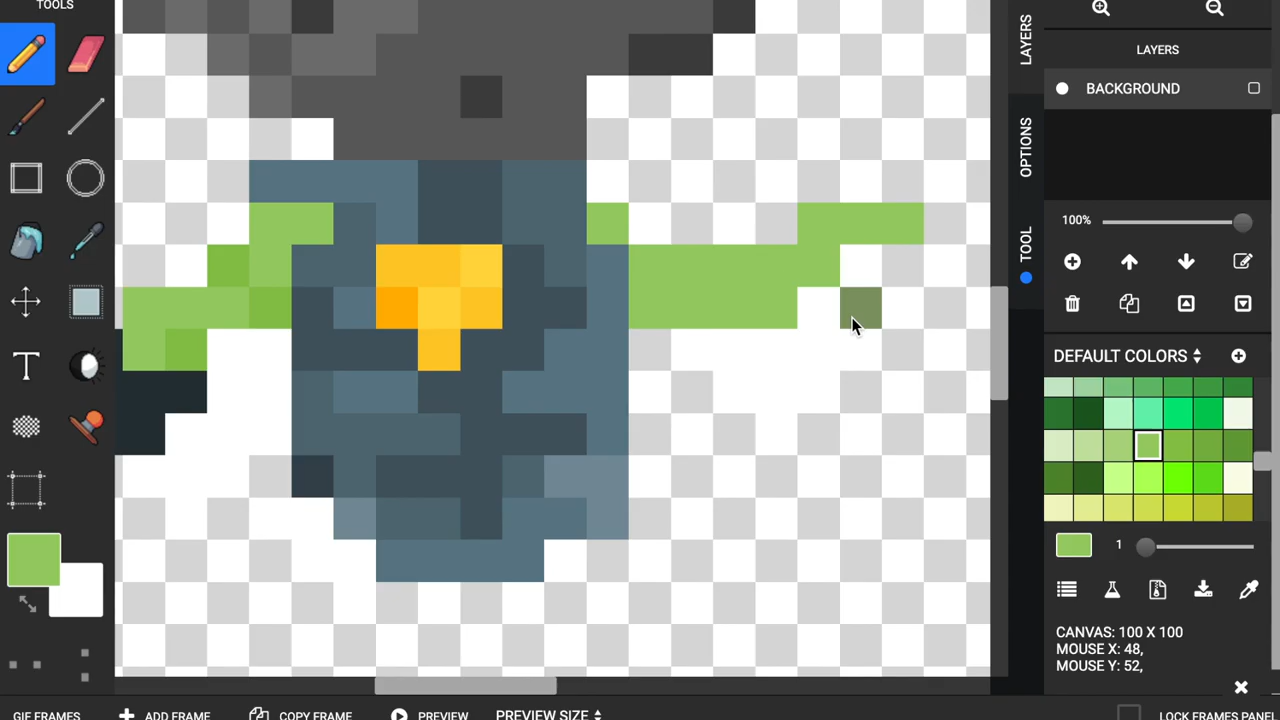 TOOLS
LAYERS
OPTIONS
TOOL
LAYERS
BACKGROUND
100%
DEFAULT COLORS
1
CANVAS: 100 X 100
MOUSE X: 48,
MOUSE Y: 52,
GIF FRAMES
ADD FRAME
COPY FRAME
PREVIEW
PREVIEW SIZE
LOCK FRAMES PANEL